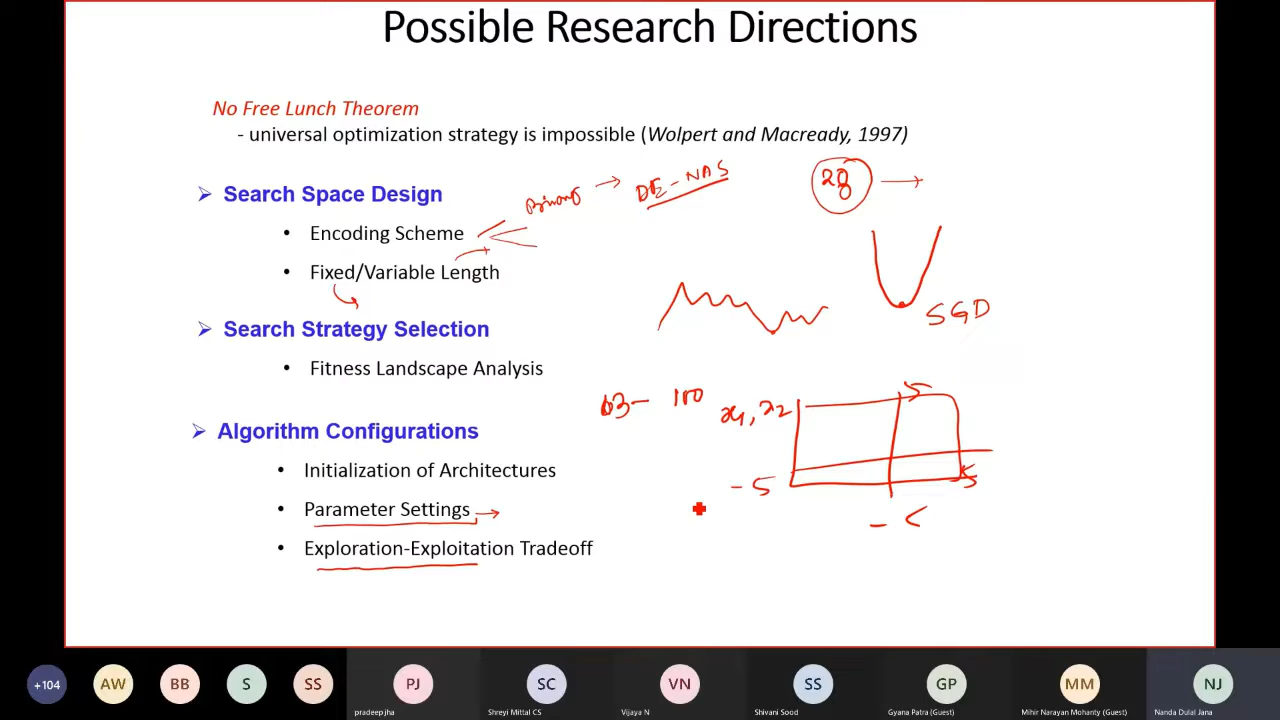 Possible Research Directions
No Free Lunch Theorem
- universal optimization strategy is impossible (Wolpert and Macready, 1997)
➢ Search Space Design
Binary → DE-NAS
28 →
• Encoding Scheme
• Fixed/Variable Length
SGD
➢ Search Strategy Selection
• Fitness Landscape Analysis
100
x1, x2
5
➢ Algorithm Configurations
• Initialization of Architectures
- 5
5
• Parameter Settings →
• Exploration-Exploitation Tradeoff
+104
AW
BB
S
SS
PJ
SC
VN
SS
GP
MM
NJ
pradeep jha
Shreyi Mittal CS
Vijaya N
Shivani Sood
Gyana Patra (Guest)
Mihir Narayan Mohanty (Guest)
Nanda Dulal Jana